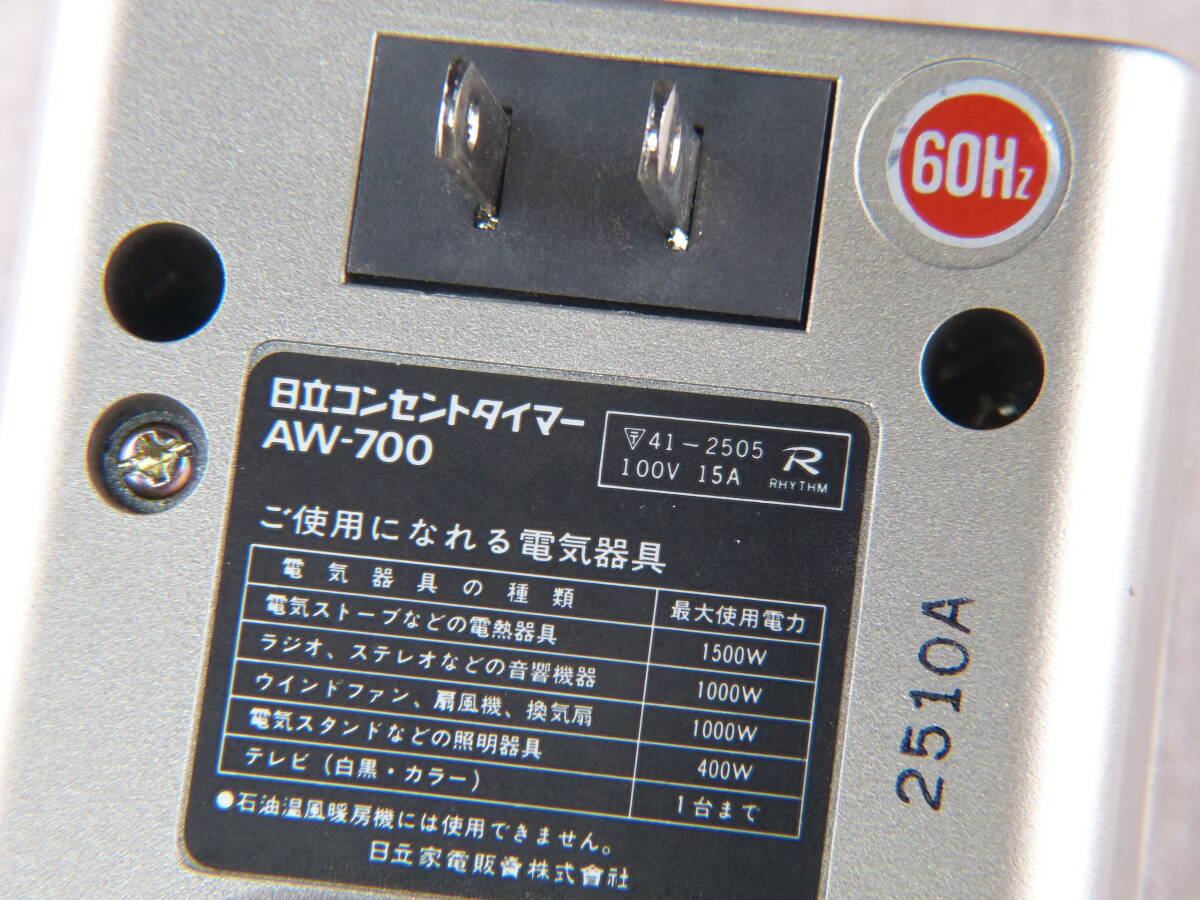 60Hz
日立コンセントタイマー
AW-700
〒41-2505
100V 15A
R
RHYTHM
ご使用になれる電気器具
電気器具の種類 最大使用電力
電気ストーブなどの電熱器具 1500W
ラジオ、ステレオなどの音響機器 1000W
ウインドファン、扇風機、換気扇 1000W
電気スタンドなどの照明器具 400W
テレビ(白黒・カラー) 1台まで
●石油温風暖房機には使用できません。
日立家電販売株式会社
2510A